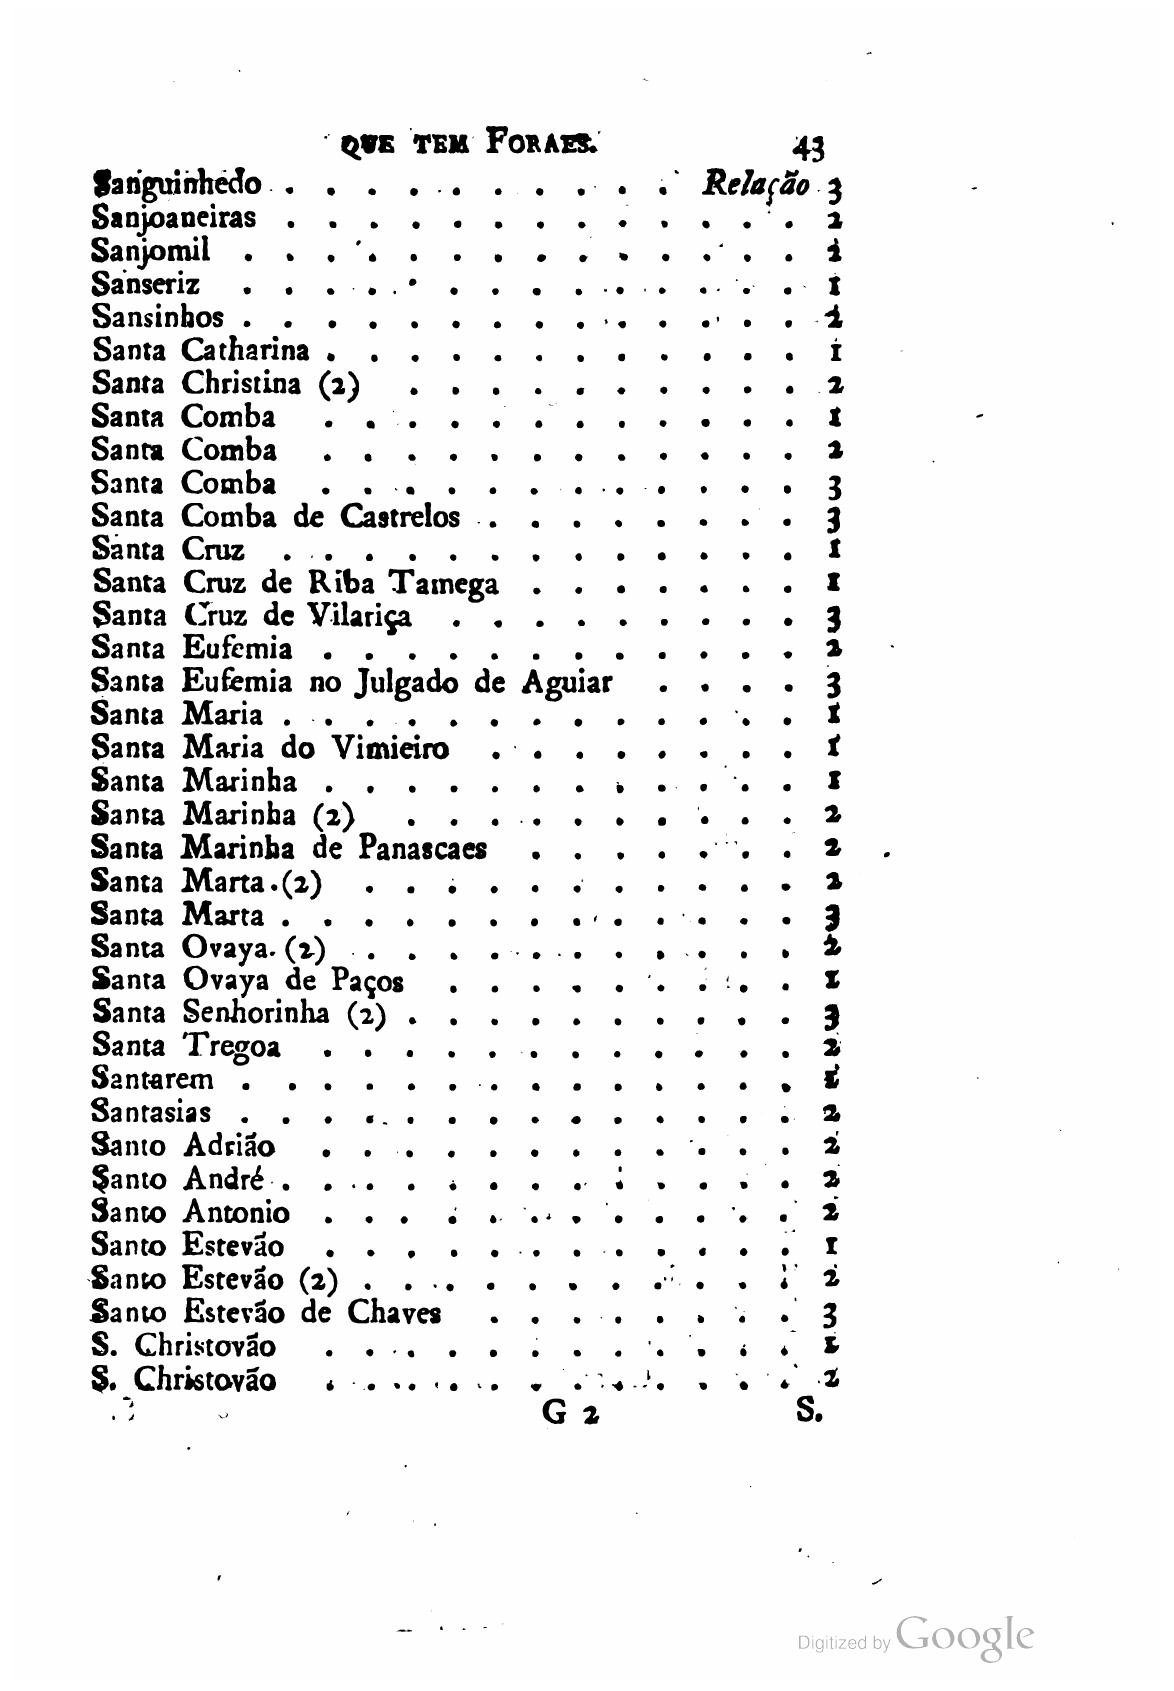 QUE TEM FORAES. 43
Sanguinhedo . . . . . . . . . . Relação 3
Sanjoaneiras . . . . . . . . . . . . . 2
Sanjomil . . . . . . . . . . . . . . 1
Sanseriz . . . . . . . . . . . . . . 1
Sansinhos . . . . . . . . . . . . . . 1
Santa Catharina . . . . . . . . . . . . 1
Santa Christina (2) . . . . . . . . . . 2
Santa Comba . . . . . . . . . . . . 1
Santa Comba . . . . . . . . . . . . 2
Santa Comba . . . . . . . . . . . . 3
Santa Comba de Castrelos . . . . . . . . 3
Santa Cruz . . . . . . . . . . . . . 1
Santa Cruz de Riba Tamega . . . . . . . 1
Santa Cruz de Vilariça . . . . . . . . . 3
Santa Eufemia . . . . . . . . . . . . 2
Santa Eufemia no Julgado de Aguiar . . . . 3
Santa Maria . . . . . . . . . . . . . 1
Santa Maria do Vimieiro . . . . . . . . 1
Santa Marinha . . . . . . . . . . . . 1
Santa Marinha (2) . . . . . . . . . . 2
Santa Marinha de Panascaes . . . . . . . 2
Santa Marta (2) . . . . . . . . . . . 2
Santa Marta . . . . . . . . . . . . . 3
Santa Ovaya (2) . . . . . . . . . . . 2
Santa Ovaya de Paços . . . . . . . . . 1
Santa Senhorinha (2) . . . . . . . . . . 3
Santa Tregoa . . . . . . . . . . . . 2
Santarem . . . . . . . . . . . . . . 1
Santasias . . . . . . . . . . . . . . 2
Santo Adrião . . . . . . . . . . . . 2
Santo André . . . . . . . . . . . . . 2
Santo Antonio . . . . . . . . . . . . 2
Santo Estevão . . . . . . . . . . . . 1
Santo Estevão (2) . . . . . . . . . . . 2
Santo Estevão de Chaves . . . . . . . . 3
S. Christovão . . . . . . . . . . . . 1
S. Christovão . . . . . . . . . . . . 2
G 2 S.
Digitized by Google